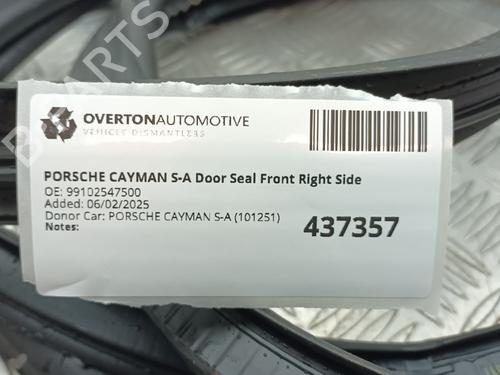 OVERTONAUTOMOTIVE
VEHICLE DISMANTLERS
PORSCHE CAYMAN S-A Door Seal Front Right Side
OE: 99102547500
Added: 06/02/2025
Donor Car: PORSCHE CAYMAN S-A (101251)
Notes:
437357